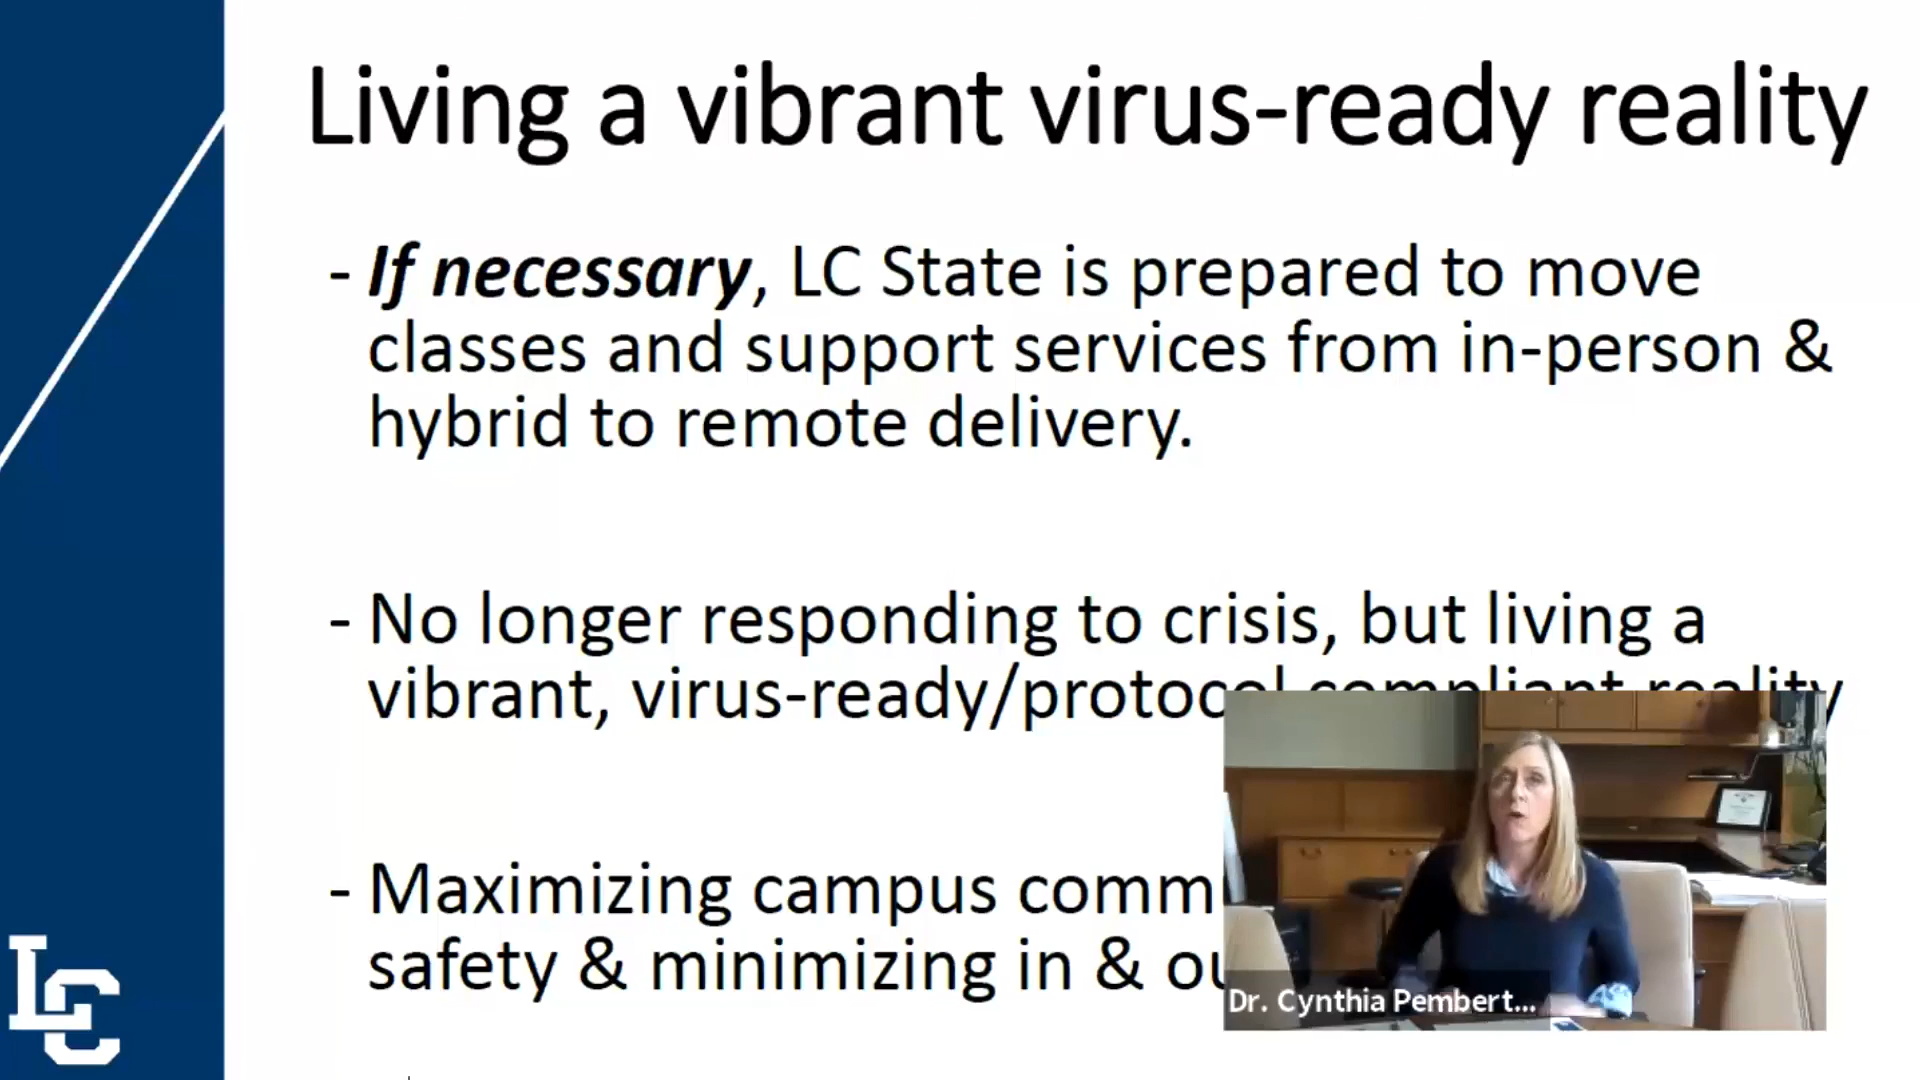 Living a vibrant virus-ready reality
- If necessary, LC State is prepared to move
classes and support services from in-person &
hybrid to remote delivery.
- No longer responding to crisis, but living a
vibrant, virus-ready/protocol compliant reality
- Maximizing campus comm
safety & minimizing in & ou
Dr. Cynthia Pembert...
LC